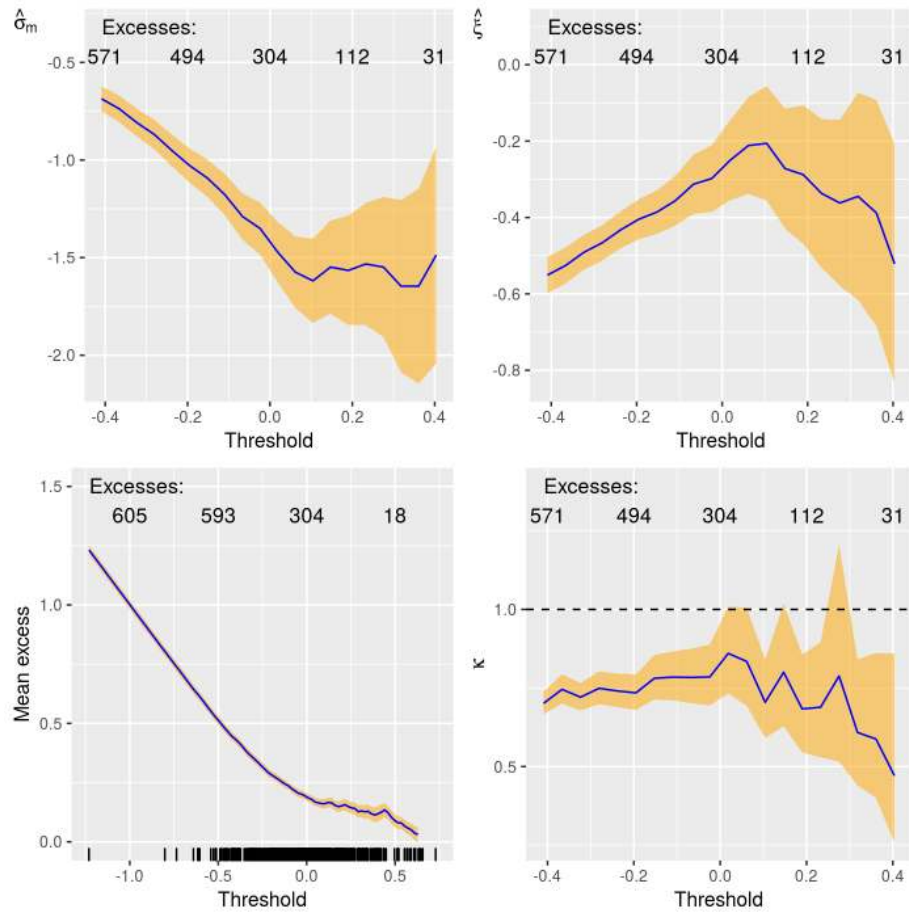 σ̂m
Excesses:
571 494 304 112 31
-0.5
-1.0
-1.5
-2.0
-0.4 -0.2 0.0 0.2 0.4
Threshold
ξ̂
Excesses:
571 494 304 112 31
0.0
-0.2
-0.4
-0.6
-0.8
-0.4 -0.2 0.0 0.2 0.4
Threshold
Mean excess
Excesses:
605 593 304 18
1.5
1.0
0.5
0.0
-1.0 -0.5 0.0 0.5
Threshold
κ
Excesses:
571 494 304 112 31
1.0
0.5
-0.4 -0.2 0.0 0.2 0.4
Threshold